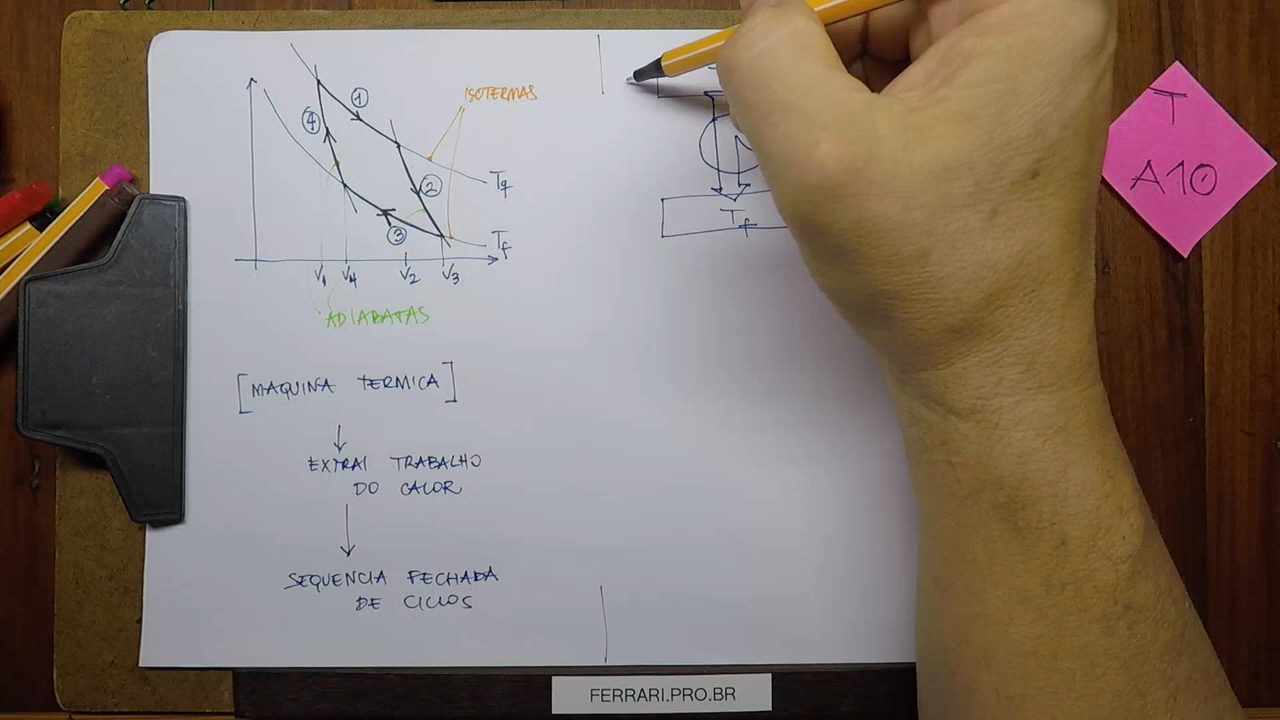 ISOTERMAS
①
④
②
Tq
③
Tf
V1 V4 V2 V3
ADIABATAS
[MAQUINA TERMICA]
EXTRAI TRABALHO
DO CALOR
SEQUENCIA FECHADA
DE CICLOS
Tf
T
A10
FERRARI.PRO.BR